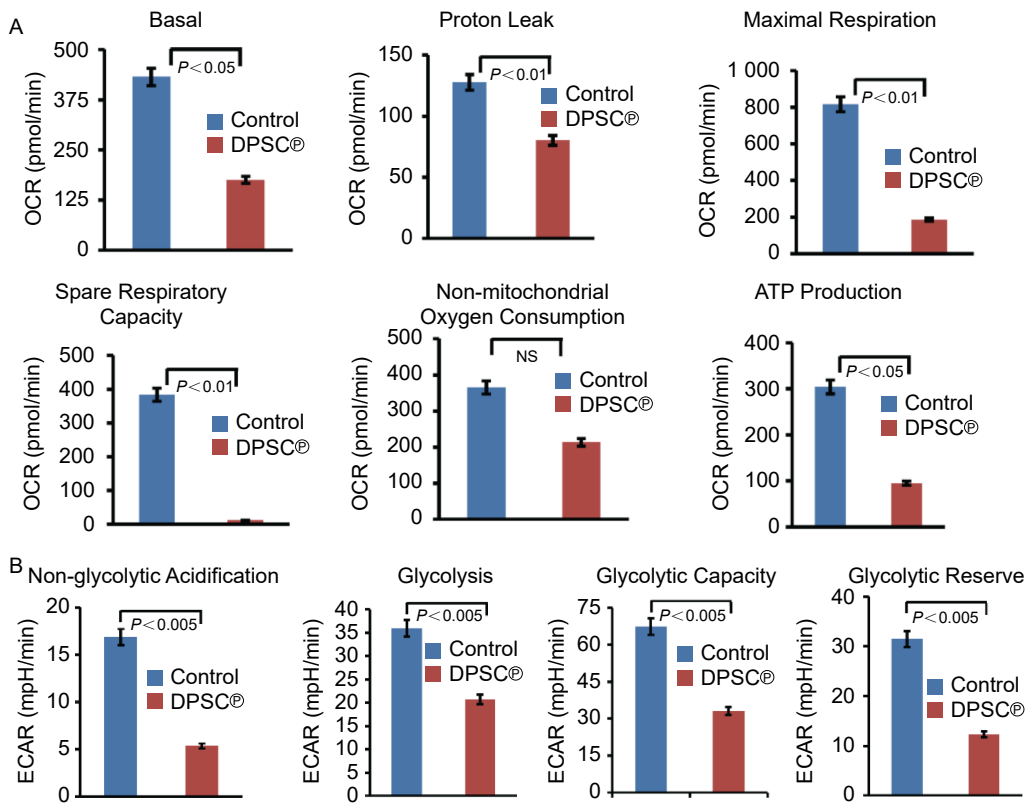 A
Basal
500
375
250
125
0
OCR (pmol/min)
P<0.05
Control
DPSC℗
Proton Leak
150
100
50
0
OCR (pmol/min)
P<0.01
Control
DPSC℗
Maximal Respiration
1 000
800
600
400
200
0
OCR (pmol/min)
P<0.01
Control
DPSC℗
Spare Respiratory
Capacity
500
400
300
400
100
0
OCR (pmol/min)
P<0.01
Control
DPSC℗
Non-mitochondrial
Oxygen Consumption
500
400
300
200
100
0
OCR (pmol/min)
NS
Control
DPSC℗
ATP Production
400
300
200
100
0
OCR (pmol/min)
P<0.05
Control
DPSC℗
B
Non-glycolytic Acidification
20
15
10
5
0
ECAR (mpH/min)
P<0.005
Control
DPSC℗
Glycolysis
40
35
30
25
20
15
10
5
0
ECAR (mpH/min)
P<0.005
Control
DPSC℗
Glycolytic Capacity
75
60
45
30
15
0
ECAR (mpH/min)
P<0.005
Control
DPSC℗
Glycolytic Reserve
40
30
20
10
0
ECAR (mpH/min)
P<0.005
Control
DPSC℗